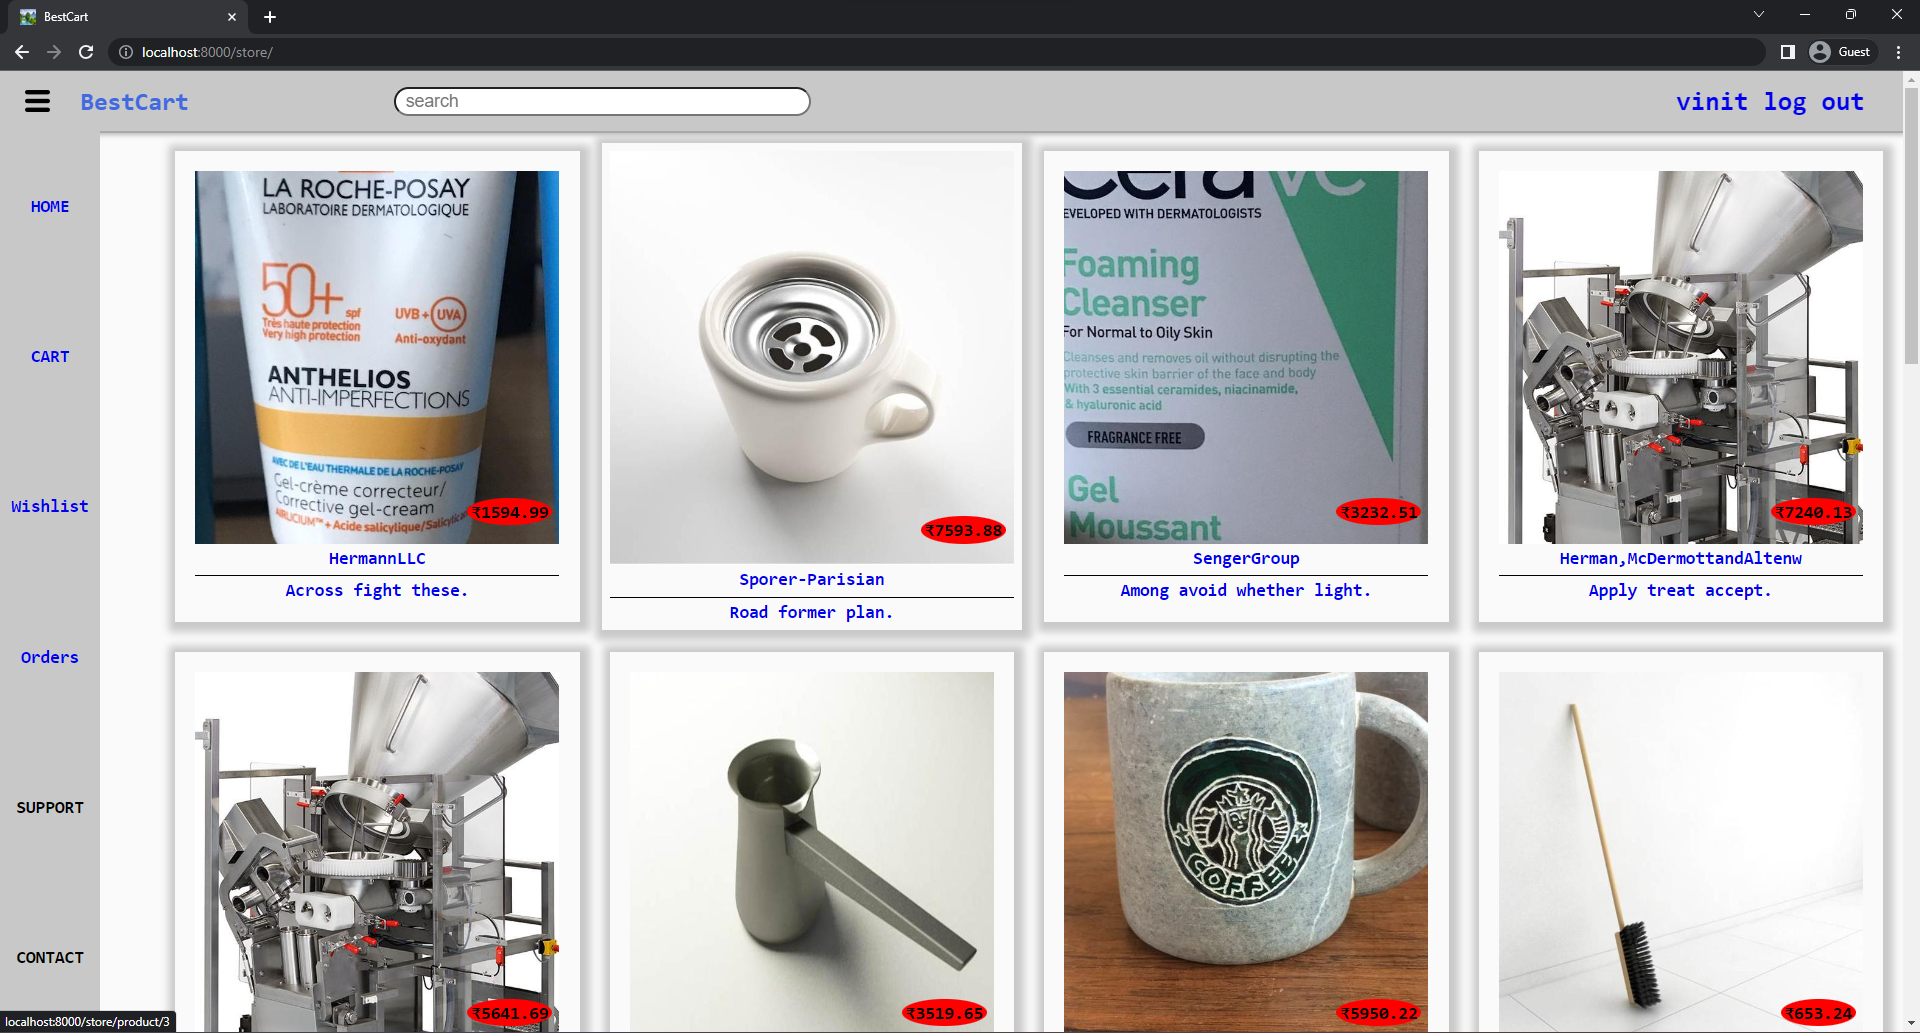 BestCart
localhost:8000/store/
Guest
BestCart
search
vinit log out
HOME
CART
Wishlist
Orders
SUPPORT
CONTACT
LA ROCHE-POSAY
LABORATOIRE DERMATOLOGIQUE
50+ spf
Très haute protection
Very high protection
UVB + UVA
Anti-oxydant
ANTHELIOS
ANTI-IMPERFECTIONS
AVEC DE L'EAU THERMALE DE LA ROCHE-POSAY
Gel-crème correcteur/
Corrective gel-cream
AIRLICIUM™ + Acide salicylique/Salicylic
₹1594.99
HermannLLC
Across fight these.
₹7593.88
Sporer-Parisian
Road former plan.
CeraVe
EVELOPED WITH DERMATOLOGISTS
Foaming
Cleanser
For Normal to Oily Skin
Cleanses and removes oil without disrupting the
protective skin barrier of the face and body
With 3 essential ceramides, niacinamide,
& hyaluronic acid
FRAGRANCE FREE
Gel
Moussant
₹3232.51
SengerGroup
Among avoid whether light.
₹7240.13
Herman,McDermottandAltenw
Apply treat accept.
₹5641.69
₹3519.65
COFFEE
₹5950.22
₹653.24
localhost:8000/store/product/3